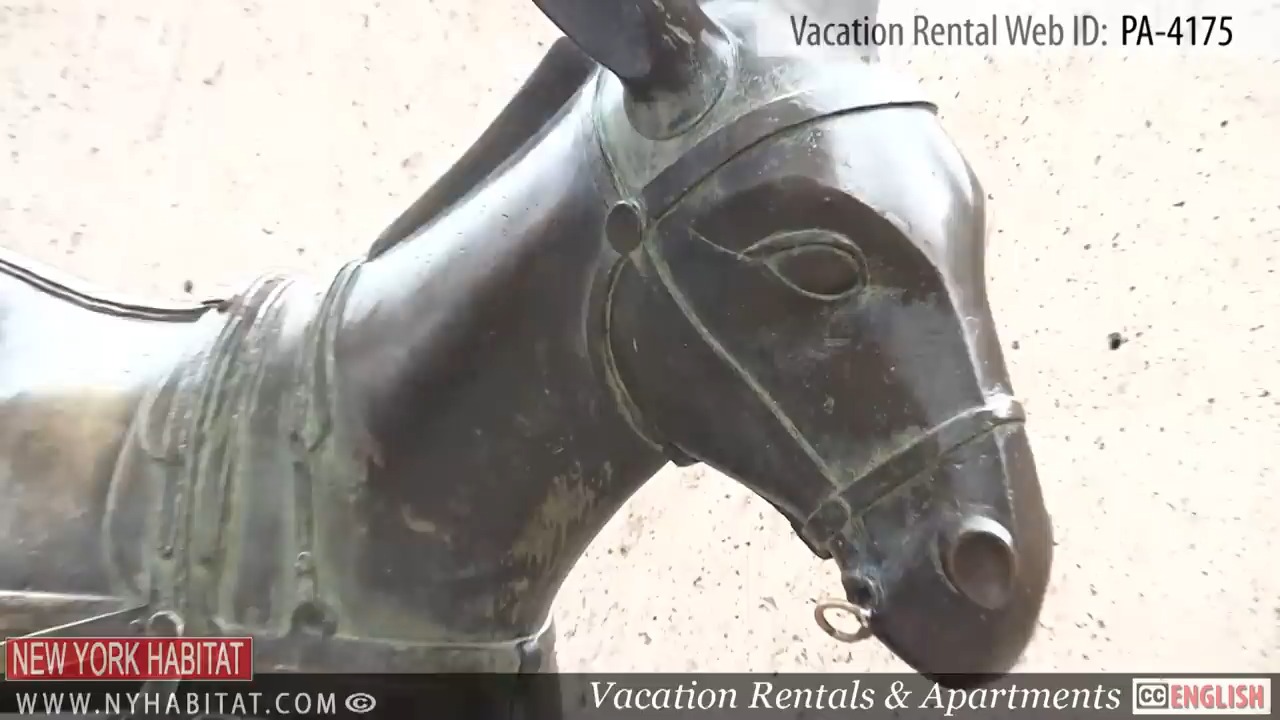 Vacation Rental Web ID: PA-4175
NEW YORK HABITAT
WWW.NYHABITAT.COM ©
Vacation Rentals & Apartments
CC ENGLISH